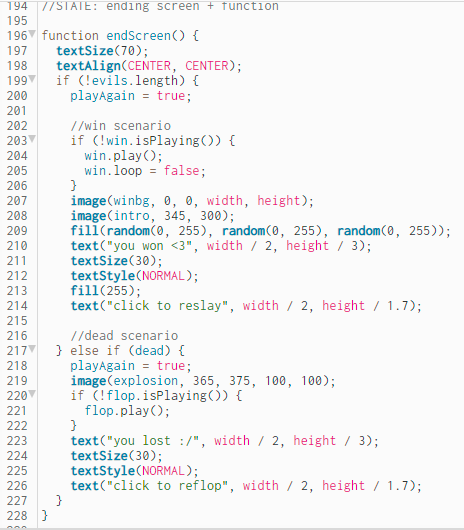 194 //STATE: ending screen + function
195
196 function endScreen() {
197   textSize(70);
198   textAlign(CENTER, CENTER);
199   if (!evils.length) {
200     playAgain = true;
201
202     //win scenario
203     if (!win.isPlaying()) {
204       win.play();
205       win.loop = false;
206     }
207     image(winbg, 0, 0, width, height);
208     image(intro, 345, 300);
209     fill(random(0, 255), random(0, 255), random(0, 255));
210     text("you won <3", width / 2, height / 3);
211     textSize(30);
212     textStyle(NORMAL);
213     fill(255);
214     text("click to reslay", width / 2, height / 1.7);
215
216     //dead scenario
217   } else if (dead) {
218     playAgain = true;
219     image(explosion, 365, 375, 100, 100);
220     if (!flop.isPlaying()) {
221       flop.play();
222     }
223     text("you lost :/", width / 2, height / 3);
224     textSize(30);
225     textStyle(NORMAL);
226     text("click to reflop", width / 2, height / 1.7);
227   }
228 }